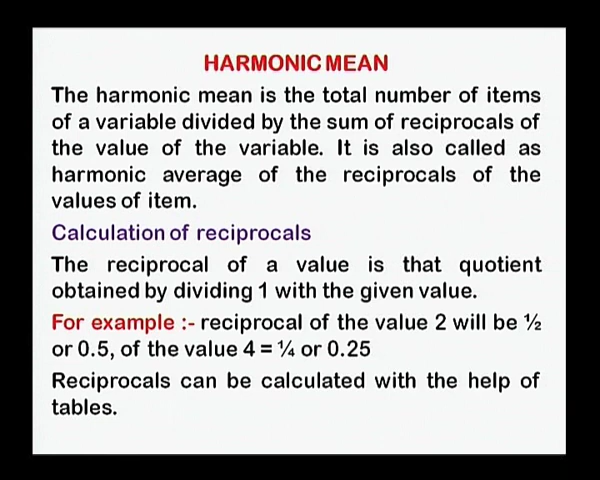 HARMONIC MEAN
The harmonic mean is the total number of items
of a variable divided by the sum of reciprocals of
the value of the variable. It is also called as
harmonic average of the reciprocals of the
values of item.
Calculation of reciprocals
The reciprocal of a value is that quotient
obtained by dividing 1 with the given value.
For example :- reciprocal of the value 2 will be ½
or 0.5, of the value 4 = ¼ or 0.25
Reciprocals can be calculated with the help of
tables.